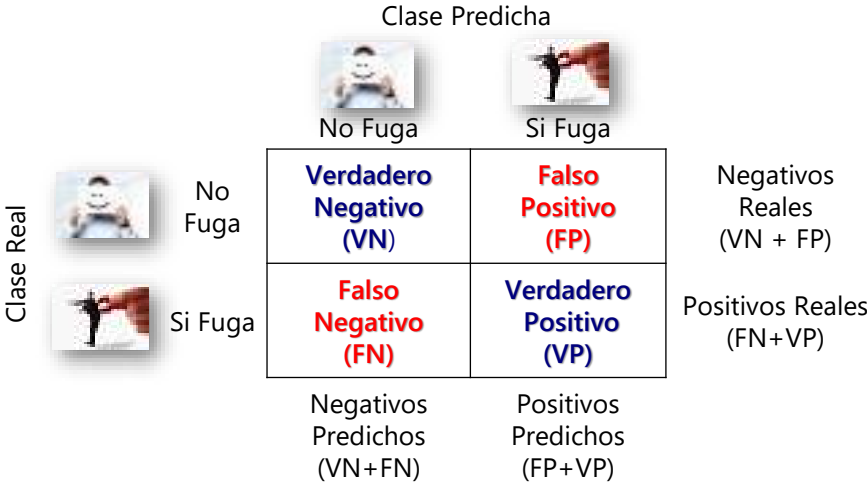 Clase Predicha
No Fuga
Si Fuga
Clase Real
No
Fuga
Verdadero
Negativo
(VN)
Falso
Positivo
(FP)
Negativos
Reales
(VN + FP)
Si Fuga
Falso
Negativo
(FN)
Verdadero
Positivo
(VP)
Positivos Reales
(FN+VP)
Negativos
Predichos
(VN+FN)
Positivos
Predichos
(FP+VP)